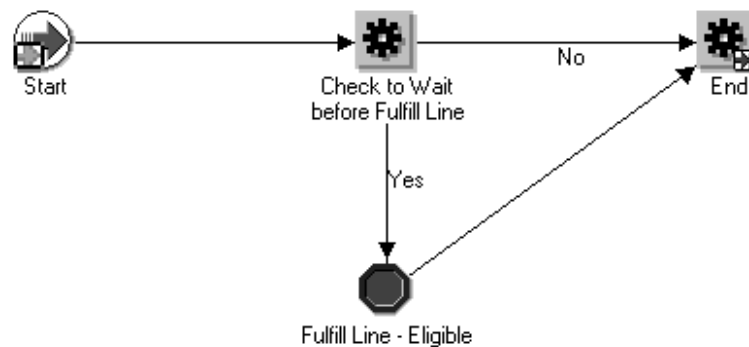 Start
Check to Wait
before Fulfill Line
No
End
Yes
Fulfill Line - Eligible